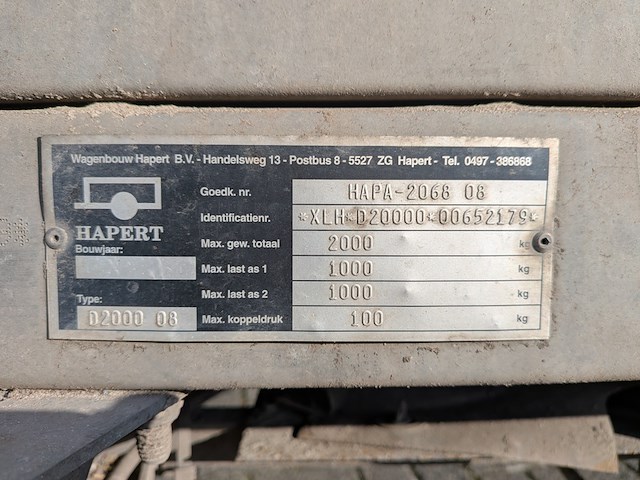 Wagenbouw Hapert B.V. - Handelsweg 13 - Postbus 8 - 5527 ZG Hapert - Tel. 0497-386868
HAPERT
Bouwjaar:
Type:
D2000 08
Goedk. nr. HAPA-2068 08
Identificatienr. *XLH*D20000*00652179*
Max. gew. totaal 2000 kg
Max. last as 1 1000 kg
Max. last as 2 1000 kg
Max. koppeldruk 100 kg